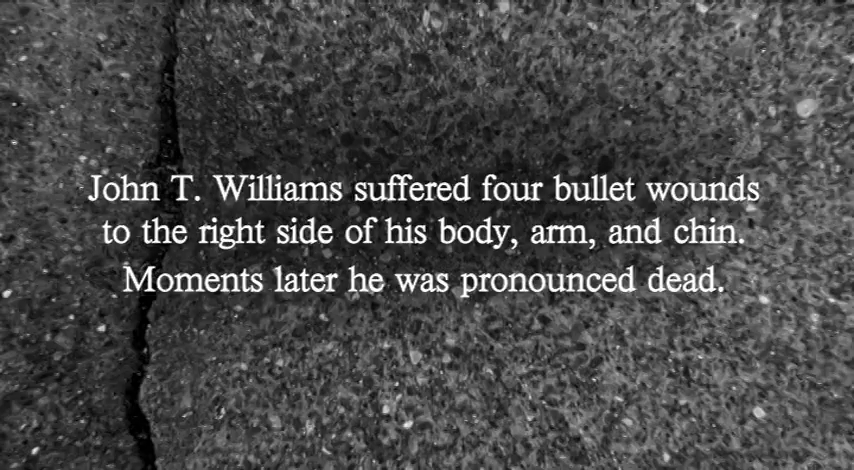 John T. Williams suffered four bullet wounds
to the right side of his body, arm, and chin.
Moments later he was pronounced dead.